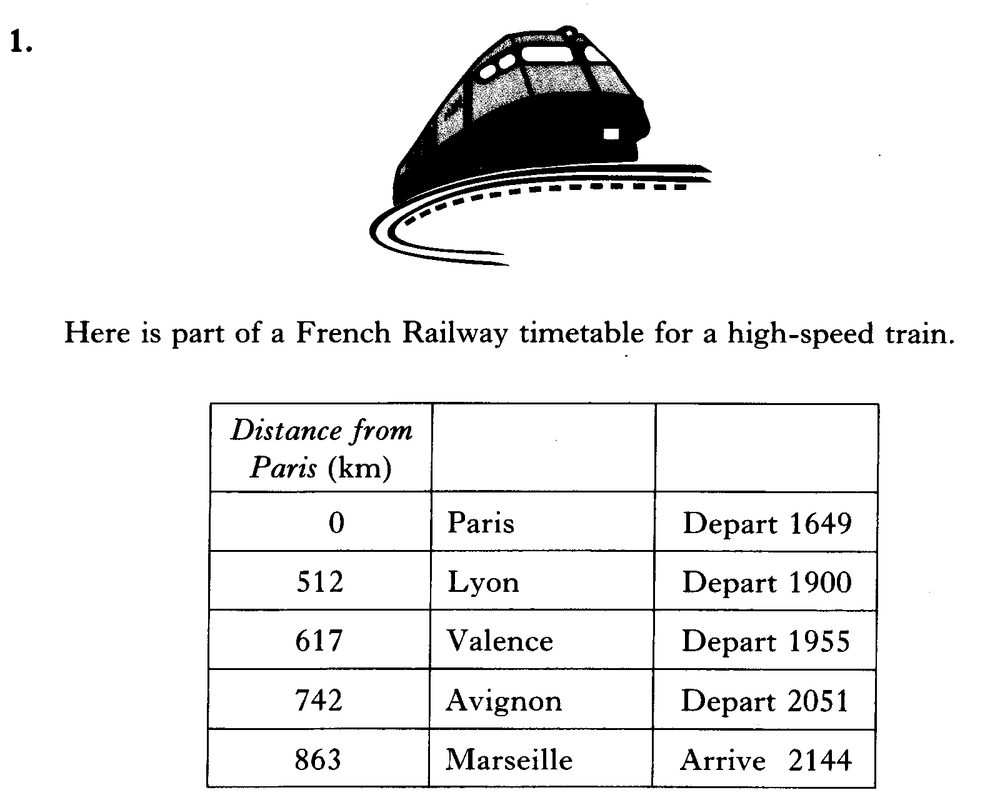 1.
Here is part of a French Railway timetable for a high-speed train.
Distance from
Paris (km)
0 Paris Depart 1649
512 Lyon Depart 1900
617 Valence Depart 1955
742 Avignon Depart 2051
863 Marseille Arrive 2144